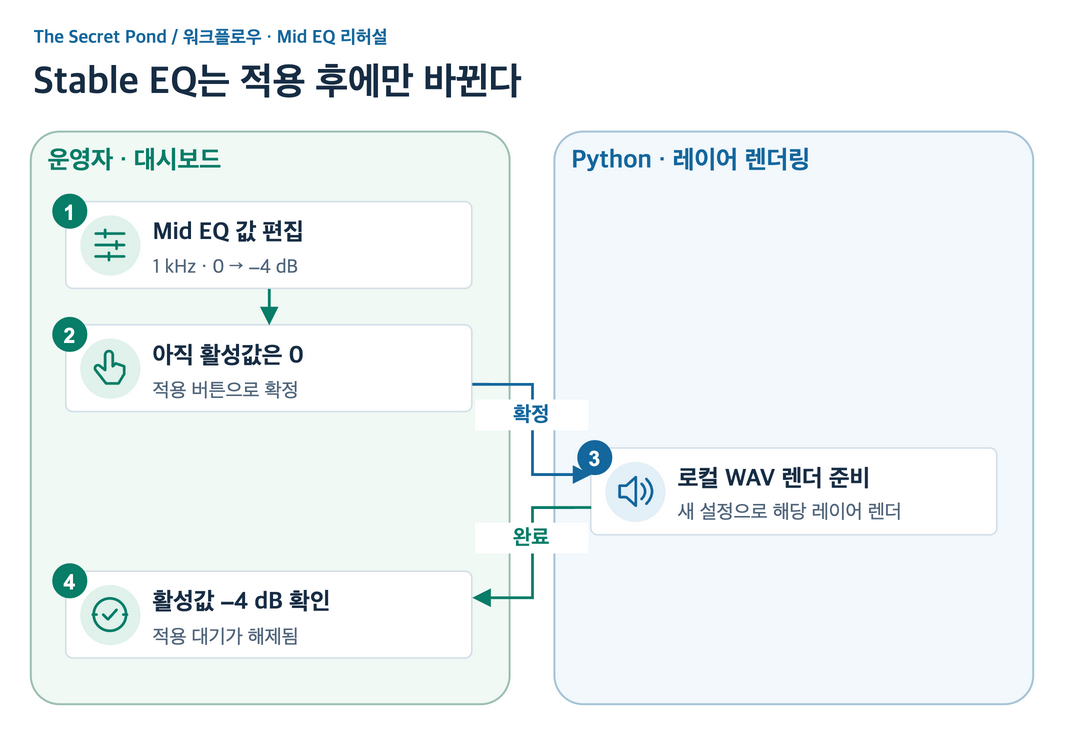 The Secret Pond / 워크플로우 · Mid EQ 리허설
Stable EQ는 적용 후에만 바뀐다
운영자 · 대시보드
1
Mid EQ 값 편집
1 kHz · 0 → −4 dB
2
아직 활성값은 0
적용 버튼으로 확정
확정
Python · 레이어 렌더링
3
로컬 WAV 렌더 준비
새 설정으로 해당 레이어 렌더
완료
4
활성값 −4 dB 확인
적용 대기가 해제됨